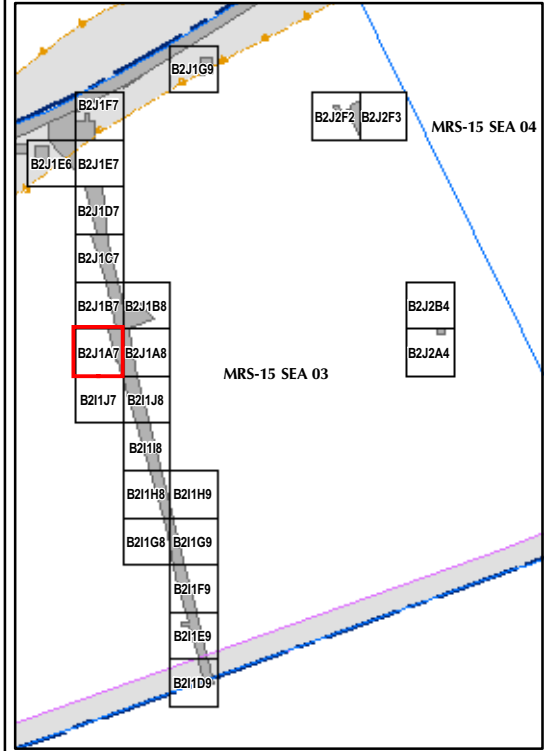 B2J1G9
B2J1F7
B2J2F2 B2J2F3
MRS-15 SEA 04
B2J1E6 B2J1E7
B2J1D7
B2J1C7
B2J1B7 B2J1B8
B2J2B4
B2J1A7 B2J1A8
B2J2A4
MRS-15 SEA 03
B2I1J7 B2I1J8
B2I1I8
B2I1H8 B2I1H9
B2I1G8 B2I1G9
B2I1F9
B2I1E9
B2I1D9